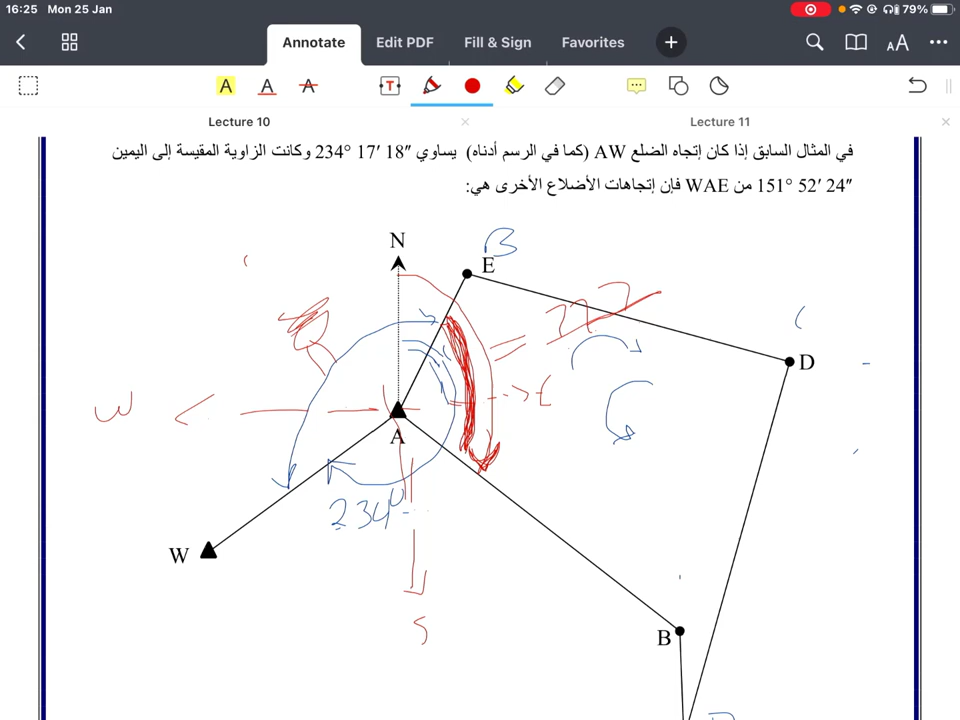 16:25 Mon 25 Jan 79%
Annotate Edit PDF Fill & Sign Favorites
Lecture 10 Lecture 11
في المثال السابق إذا كان إتجاه الضلع AW (كما في الرسم أدناه) يساوي 234° 17′ 18″ وكانت الزاوية المقيسة إلى اليمين
من WAE 151° 52′ 24″ فإن إتجاهات الأضلاع الأخرى هي:
N
B
E
= ???
D
W
E
A
234°
W
S
B